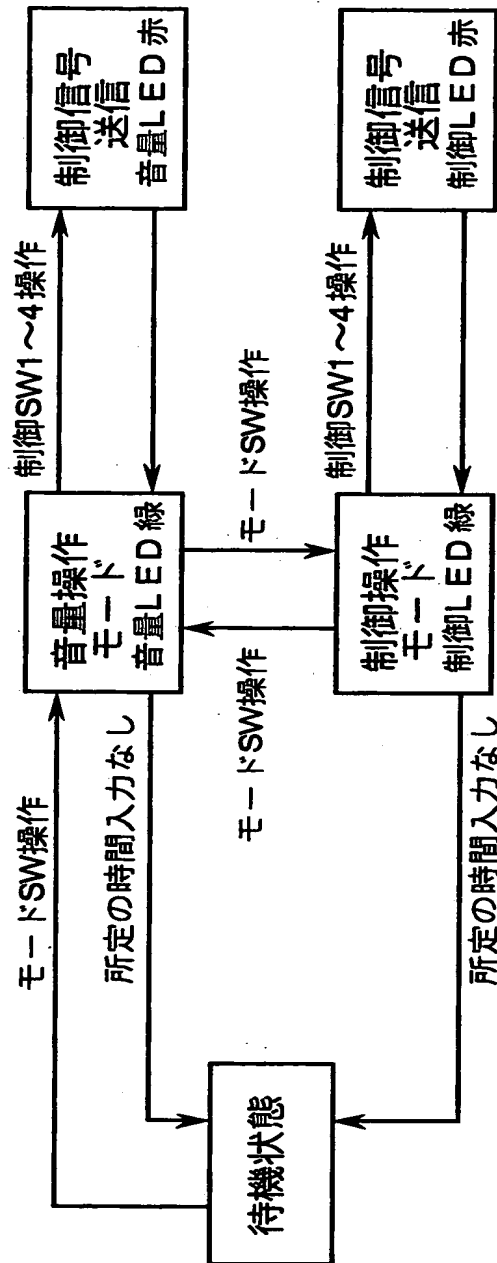 モードSW操作
所定の時間入力なし
待機状態
音量操作
モード
音量LED緑
制御SW1～4操作
制御信号
送信
音量LED赤
モードSW操作
モードSW操作
制御操作
モード
制御LED緑
制御SW1～4操作
制御信号
送信
制御LED赤
所定の時間入力なし